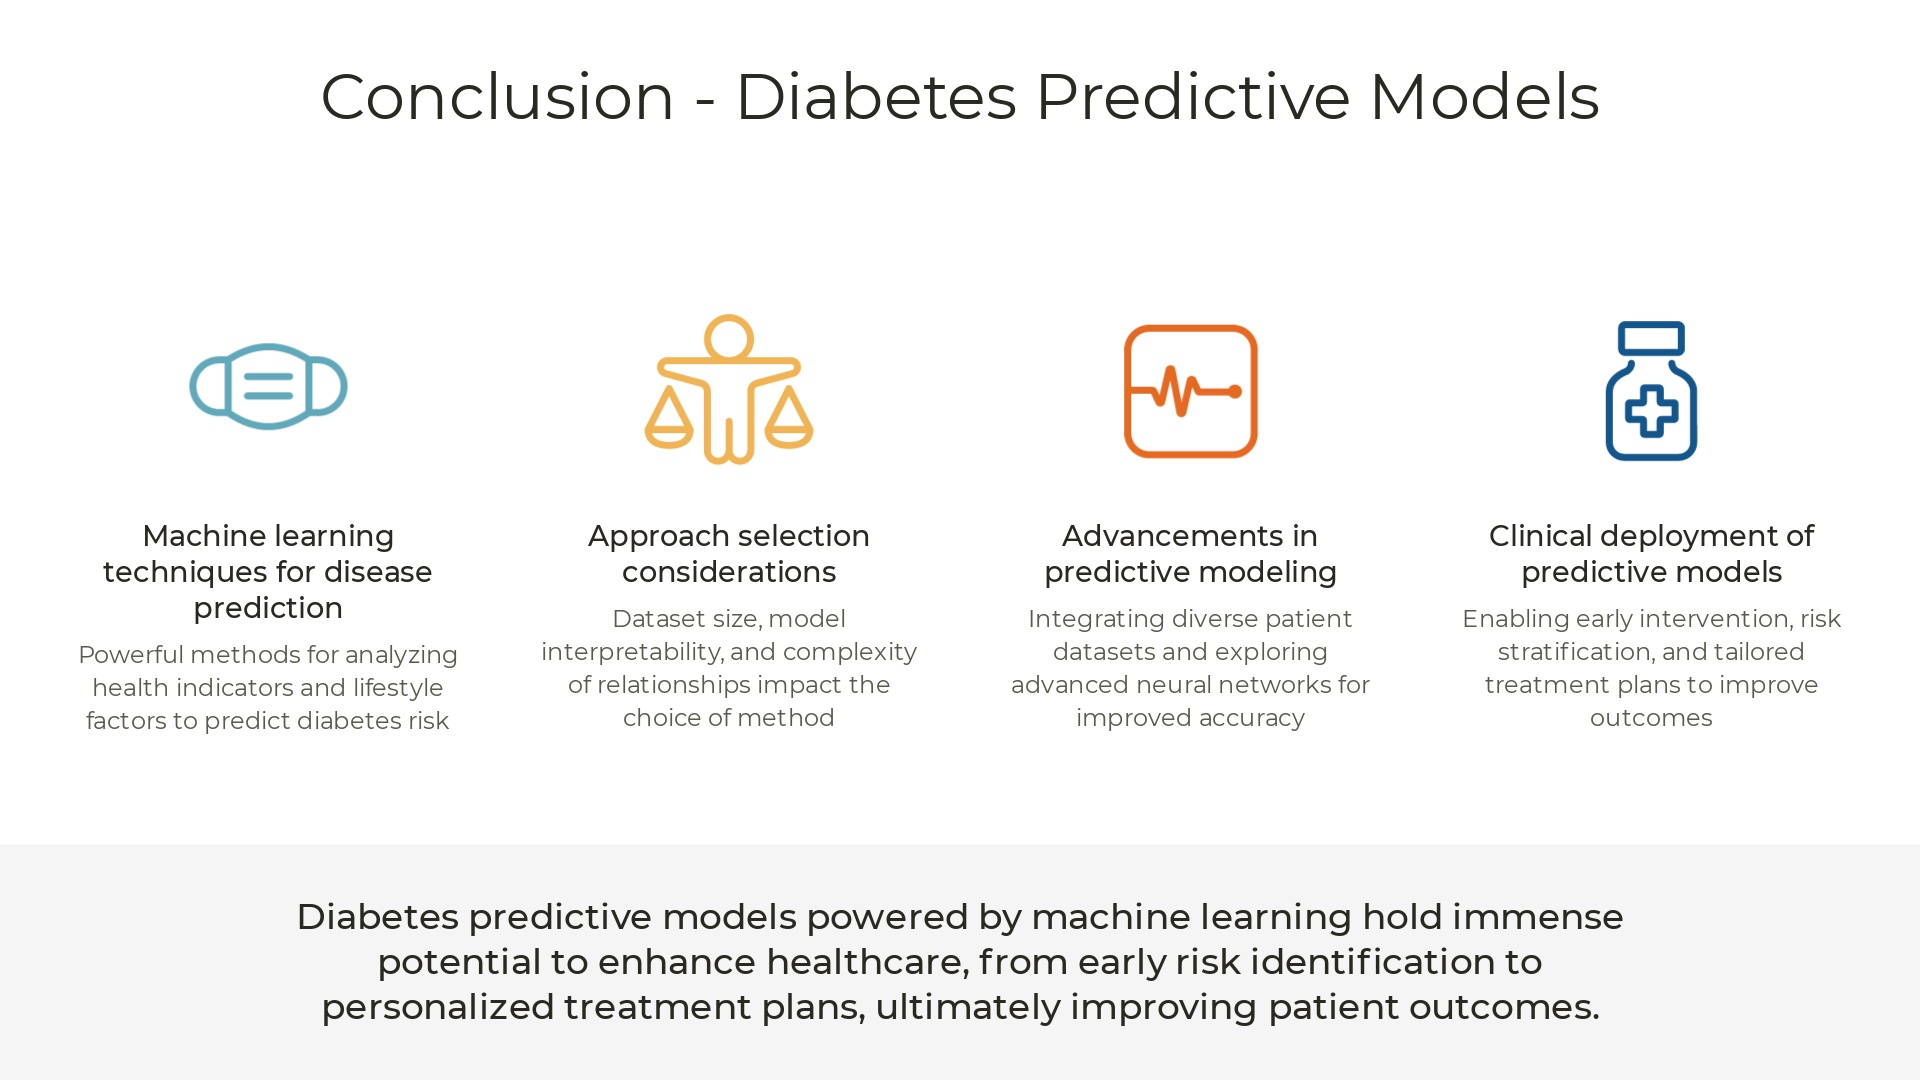 Conclusion - Diabetes Predictive Models
Machine learning
techniques for disease
prediction
Powerful methods for analyzing
health indicators and lifestyle
factors to predict diabetes risk
Approach selection
considerations
Dataset size, model
interpretability, and complexity
of relationships impact the
choice of method
Advancements in
predictive modeling
Integrating diverse patient
datasets and exploring
advanced neural networks for
improved accuracy
Clinical deployment of
predictive models
Enabling early intervention, risk
stratification, and tailored
treatment plans to improve
outcomes
Diabetes predictive models powered by machine learning hold immense
potential to enhance healthcare, from early risk identification to
personalized treatment plans, ultimately improving patient outcomes.